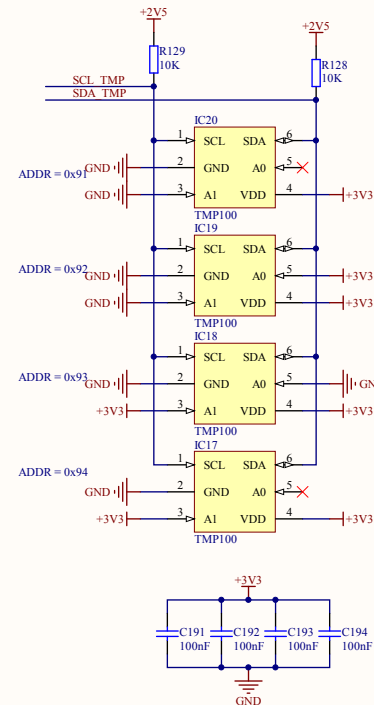 +2V5
+2V5
R129
10K
R128
10K
SCL_TMP
SDA_TMP
IC20
1 SCL SDA 6
GND 2 GND A0 5
ADDR = 0x91
GND 3 A1 VDD 4 +3V3
TMP100
IC19
1 SCL SDA 6
ADDR = 0x92
GND 2 GND A0 5 +3V3
GND 3 A1 VDD 4 +3V3
TMP100
IC18
1 SCL SDA 6
ADDR = 0x93
GND 2 GND A0 5 GN
+3V3 3 A1 VDD 4 +3V3
TMP100
IC17
1 SCL SDA 6
ADDR = 0x94
GND 2 GND A0 5
+3V3 3 A1 VDD 4 +3V3
TMP100
+3V3
C191 C192 C193 C194
100nF 100nF 100nF 100nF
GND